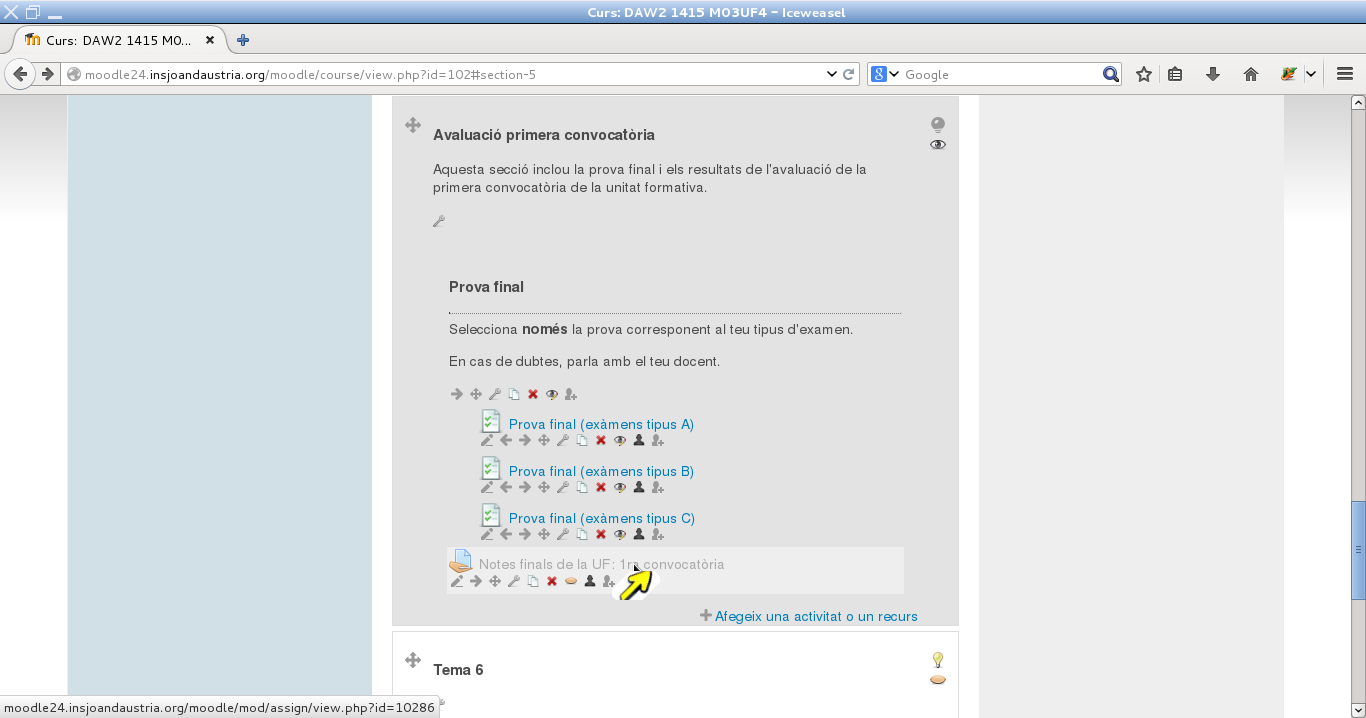 Curs: DAW2 1415 M03UF4 - Iceweasel
Curs: DAW2 1415 M0...
moodle24.insjoandaustria.org/moodle/course/view.php?id=102#section-5
Google
Avaluació primera convocatòria
Aquesta secció inclou la prova final i els resultats de l'avaluació de la
primera convocatòria de la unitat formativa.
Prova final
Selecciona només la prova corresponent al teu tipus d'examen.
En cas de dubtes, parla amb el teu docent.
Prova final (exàmens tipus A)
Prova final (exàmens tipus B)
Prova final (exàmens tipus C)
Notes finals de la UF: 1ra convocatòria
Afegeix una activitat o un recurs
Tema 6
moodle24.insjoandaustria.org/moodle/mod/assign/view.php?id=10286